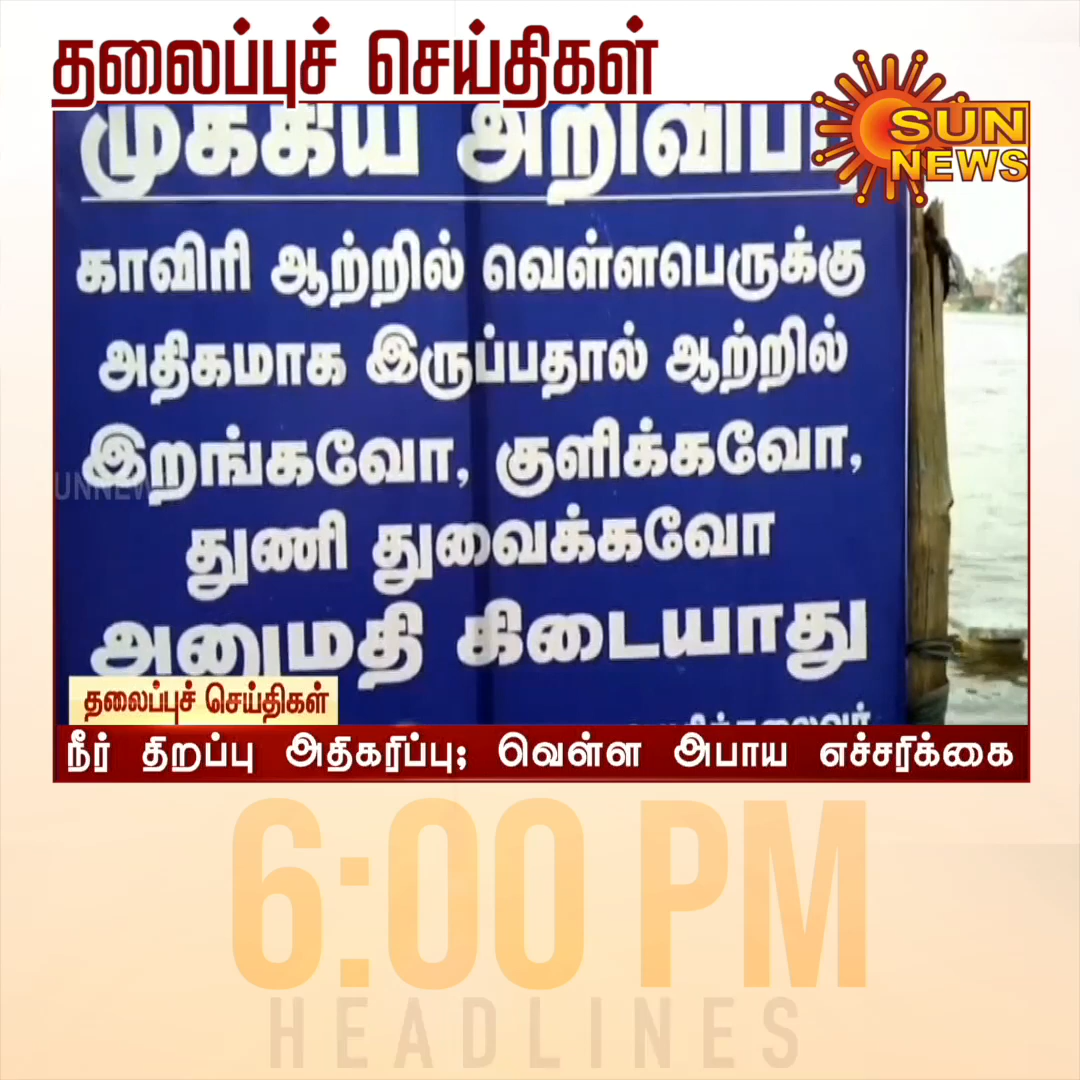 தலைப்புச் செய்திகள்
SUN
NEWS
முக்கிய அறிவிப்பு
காவிரி ஆற்றில் வெள்ளபெருக்கு
அதிகமாக இருப்பதால் ஆற்றில்
இறங்கவோ, குளிக்கவோ,
துணி துவைக்கவோ
அனுமதி கிடையாது
தலைப்புச் செய்திகள்
நீர் திறப்பு அதிகரிப்பு; வெள்ள அபாய எச்சரிக்கை
6:00 PM
HEADLINES